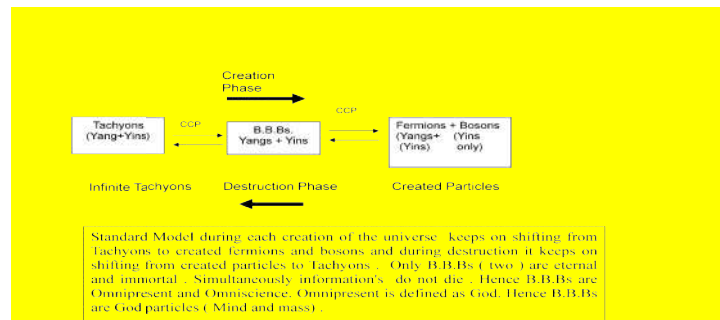 Creation
Phase
Tachyons
(Yang+Yins)
CCP
B.B.Bs.
Yangs + Yins
CCP
Fermions + Bosons
(Yangs+ (Yins
(Yins) only)
Infinite Tachyons
Destruction Phase
Created Particles
Standard Model during each creation of the universe keeps on shifting from
Tachyons to created fermions and bosons and during destruction it keeps on
shifting from created particles to Tachyons . Only B.B.Bs ( two ) are eternal
and immortal . Simultaneously information's do not die . Hence B.B.Bs are
Omnipresent and Omniscience. Omnipresent is defined as God. Hence B.B.Bs
are God particles ( Mind and mass) .